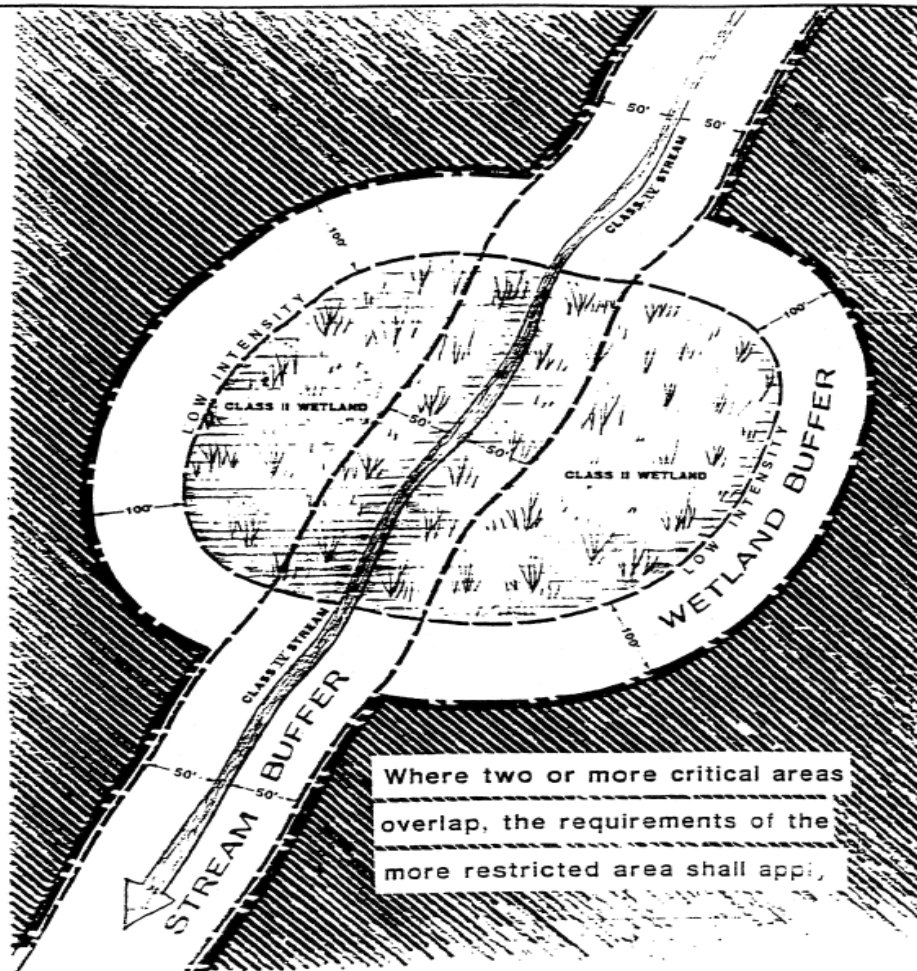 50'
50'
CLASS IV STREAM
100'
100'
LOW INTENSITY
CLASS II WETLAND
50'
50'
CLASS II WETLAND
LOW INTENSITY
WETLAND BUFFER
100'
100'
CLASS IV STREAM
STREAM BUFFER
50'
50'
Where two or more critical areas
overlap, the requirements of the
more restricted area shall